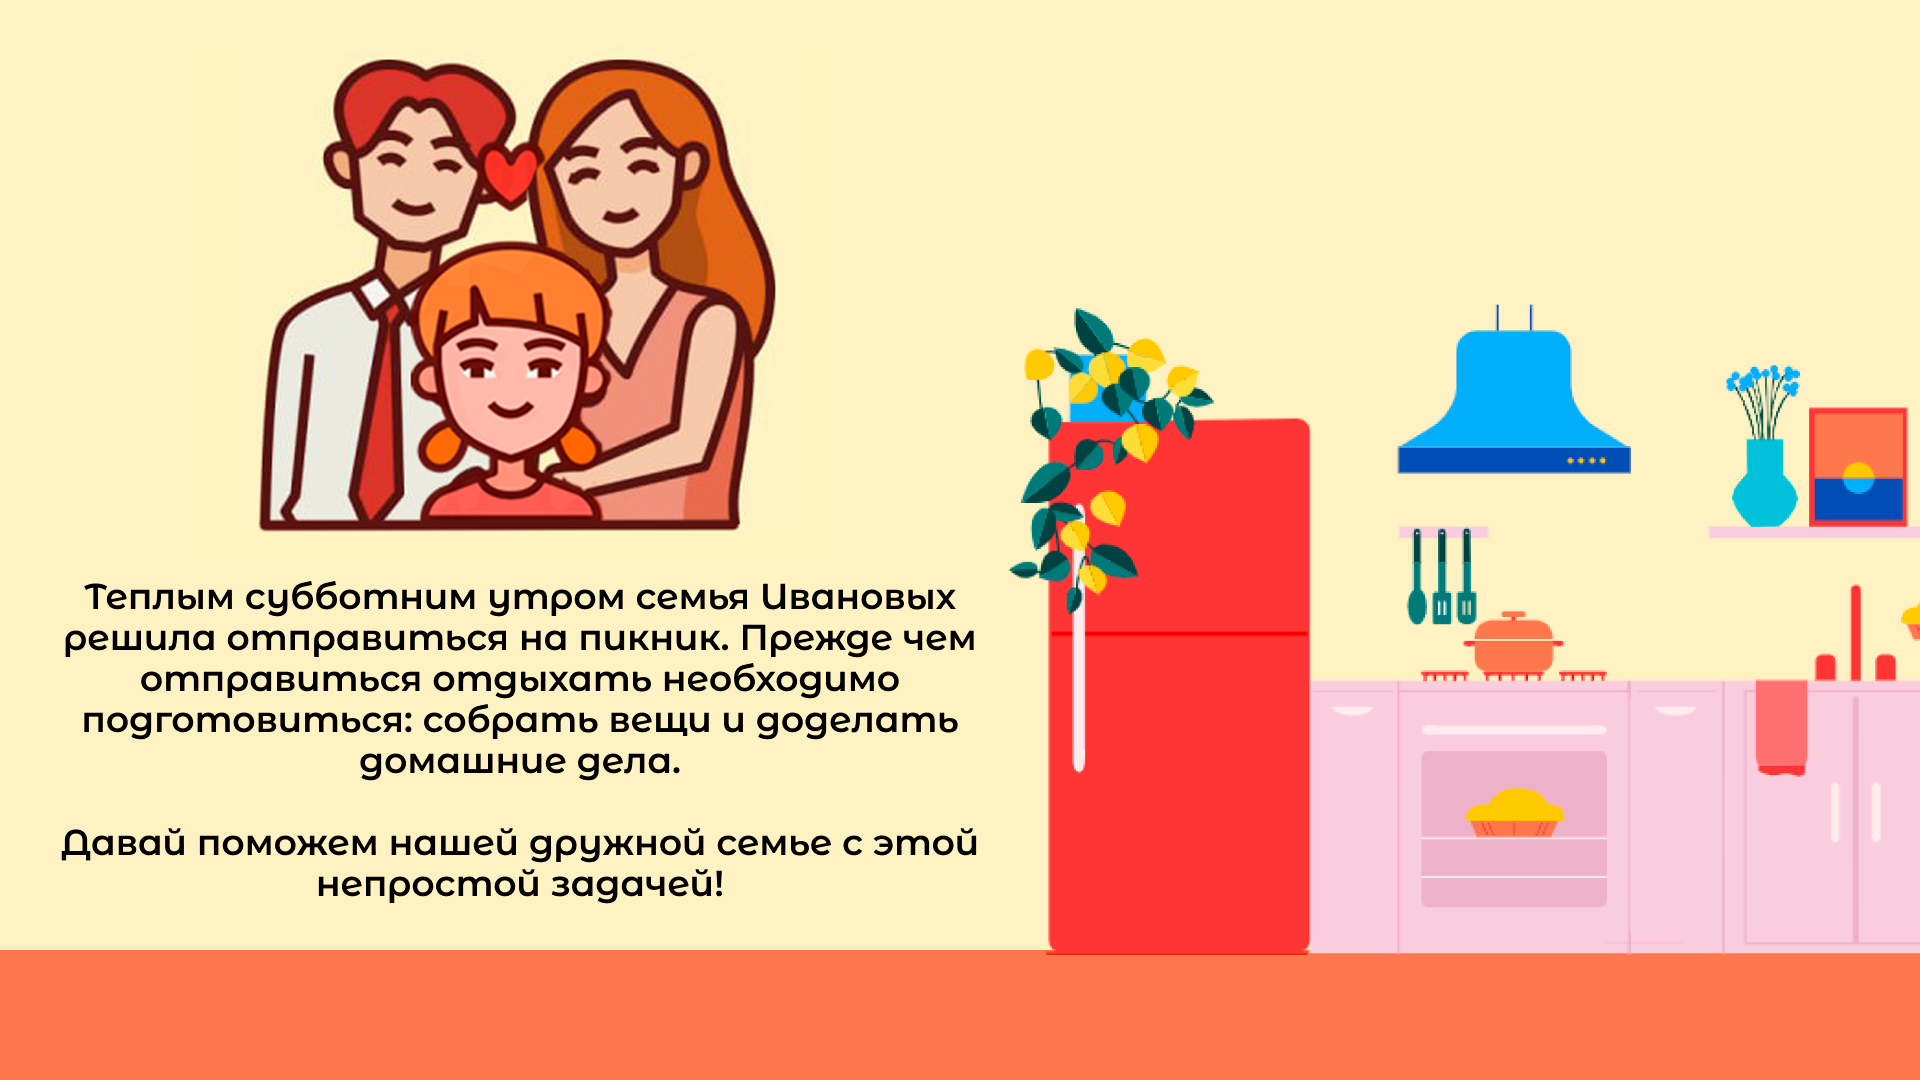 Теплым субботним утром семья Ивановых
решила отправиться на пикник. Прежде чем
отправиться отдыхать необходимо
подготовиться: собрать вещи и доделать
домашние дела.
Давай поможем нашей дружной семье с этой
непростой задачей!